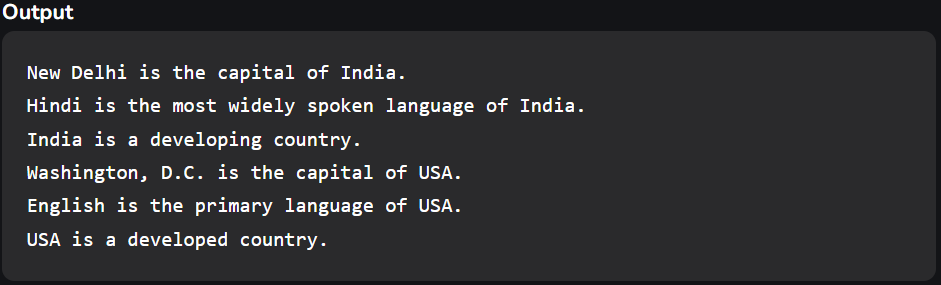 Output
New Delhi is the capital of India.
Hindi is the most widely spoken language of India.
India is a developing country.
Washington, D.C. is the capital of USA.
English is the primary language of USA.
USA is a developed country.